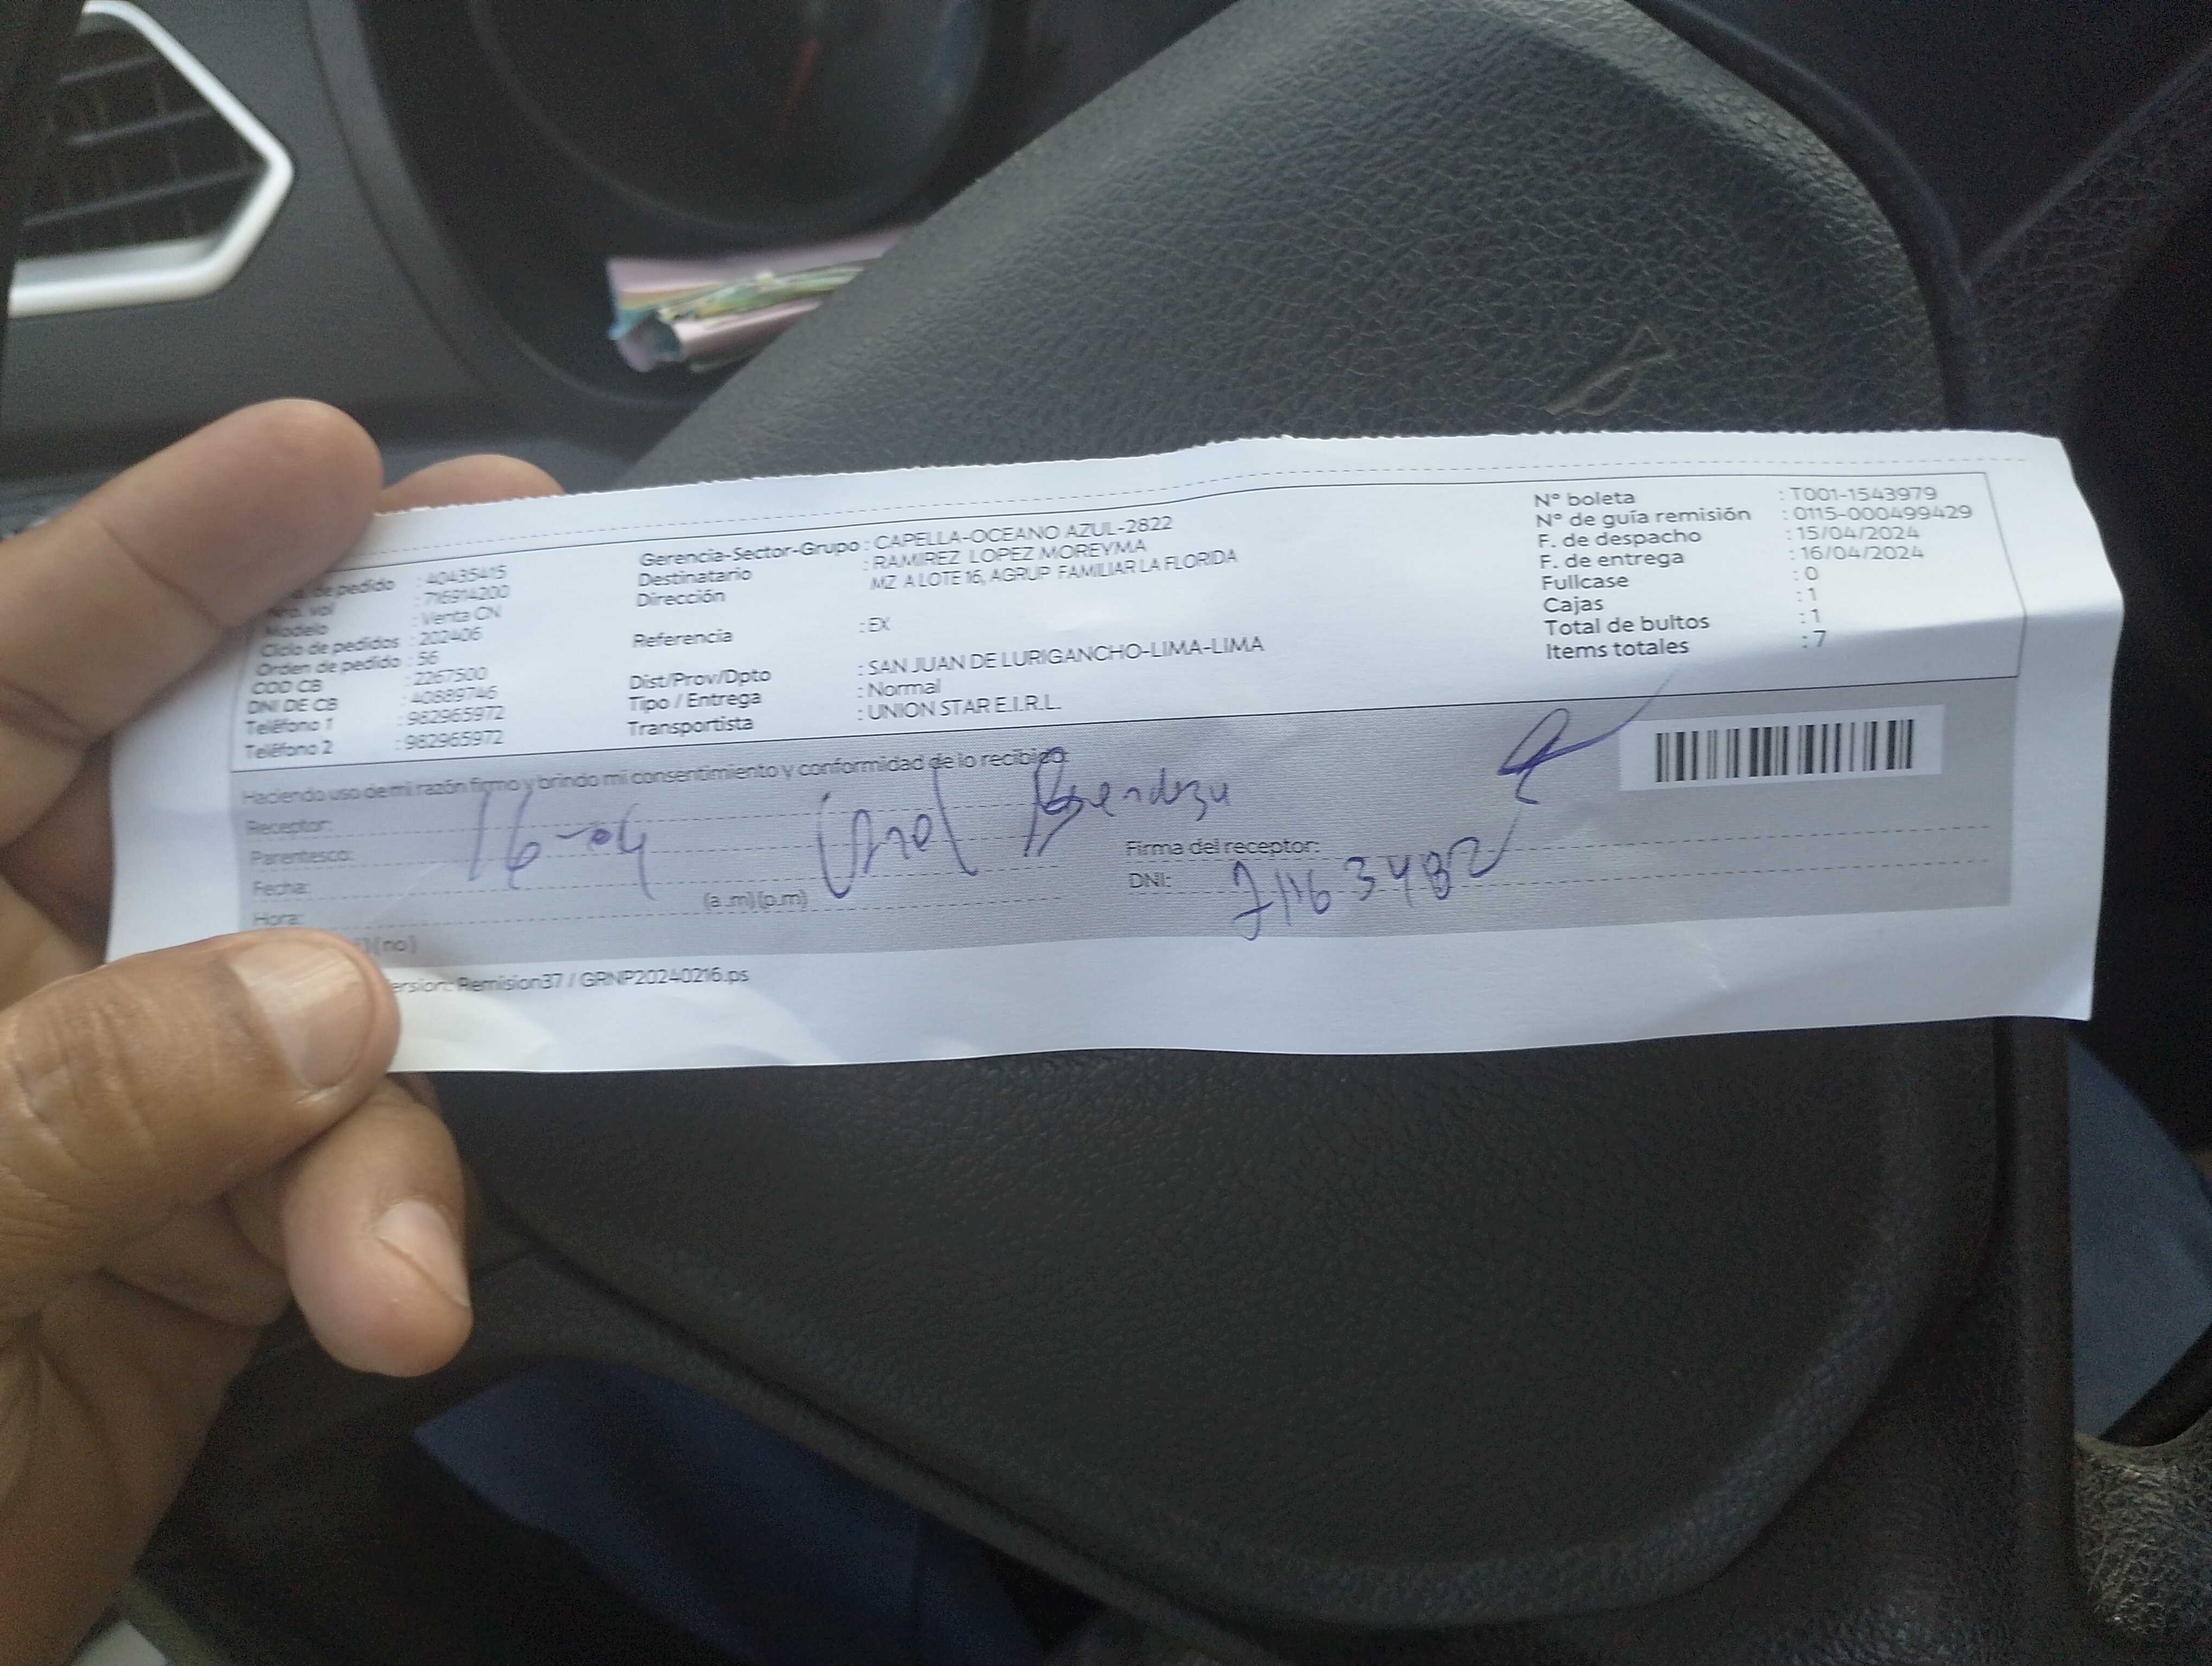 de pedido : 40435415
Nro. vol : 716914200
Modelo : Venta CN
Ciclo de pedidos : 202406
Orden de pedido : 56
COD CB : 2267500
DNI DE CB : 40889746
Teléfono 1 : 982965972
Teléfono 2 : 982965972
Gerencia-Sector-Grupo : CAPELLA-OCEANO AZUL-2822
Destinatario : RAMIREZ LOPEZ MOREYMA
Dirección MZ A LOTE 16, AGRUP FAMILIAR LA FLORIDA
Referencia : EX
Dist/Prov/Dpto : SAN JUAN DE LURIGANCHO-LIMA-LIMA
Tipo / Entrega : Normal
Transportista : UNION STAR E.I.R.L.
N° boleta : T001-1543979
N° de guía remisión : 0115-000499429
F. de despacho : 15/04/2024
F. de entrega : 16/04/2024
Fullcase : 0
Cajas : 1
Total de bultos : 1
Items totales : 7
Haciendo uso de mi razón firmo y brindo mi consentimiento y conformidad de lo recibido:
Receptor:
Parentesco:
Fecha: 16-04
Hora: (a .m) (p.m)
Firma del receptor:
DNI: 71163482
(no)
ersion: Remision37 / GRNP20240216.ps